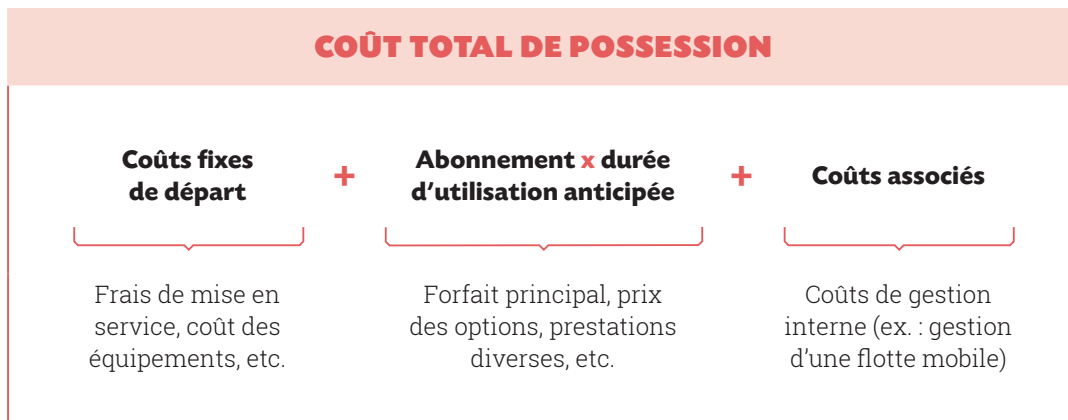 COÛT TOTAL DE POSSESSION
Coûts fixes
de départ
+
Abonnement x durée
d'utilisation anticipée
+
Coûts associés
Frais de mise en
service, coût des
équipements, etc.
Forfait principal, prix
des options, prestations
diverses, etc.
Coûts de gestion
interne (ex. : gestion
d'une flotte mobile)